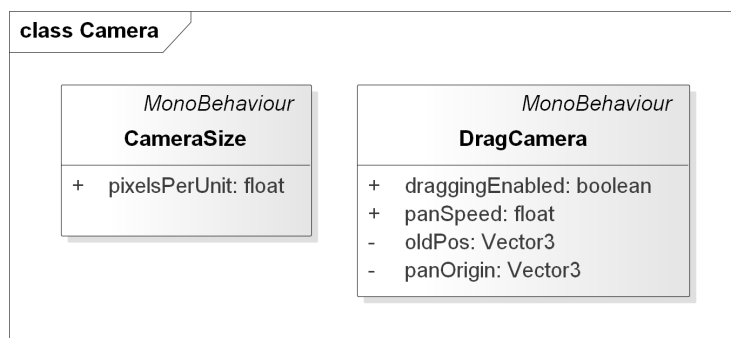 class Camera
MonoBehaviour
CameraSize
+ pixelsPerUnit: float
MonoBehaviour
DragCamera
+ draggingEnabled: boolean
+ panSpeed: float
- oldPos: Vector3
- panOrigin: Vector3